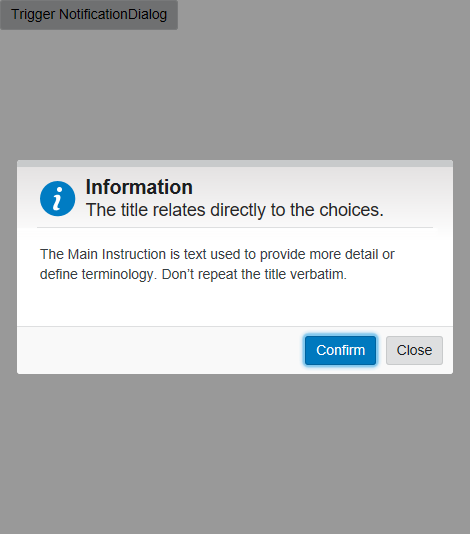 Trigger NotificationDialog
Information
The title relates directly to the choices.
The Main Instruction is text used to provide more detail or
define terminology. Don’t repeat the title verbatim.
Confirm
Close